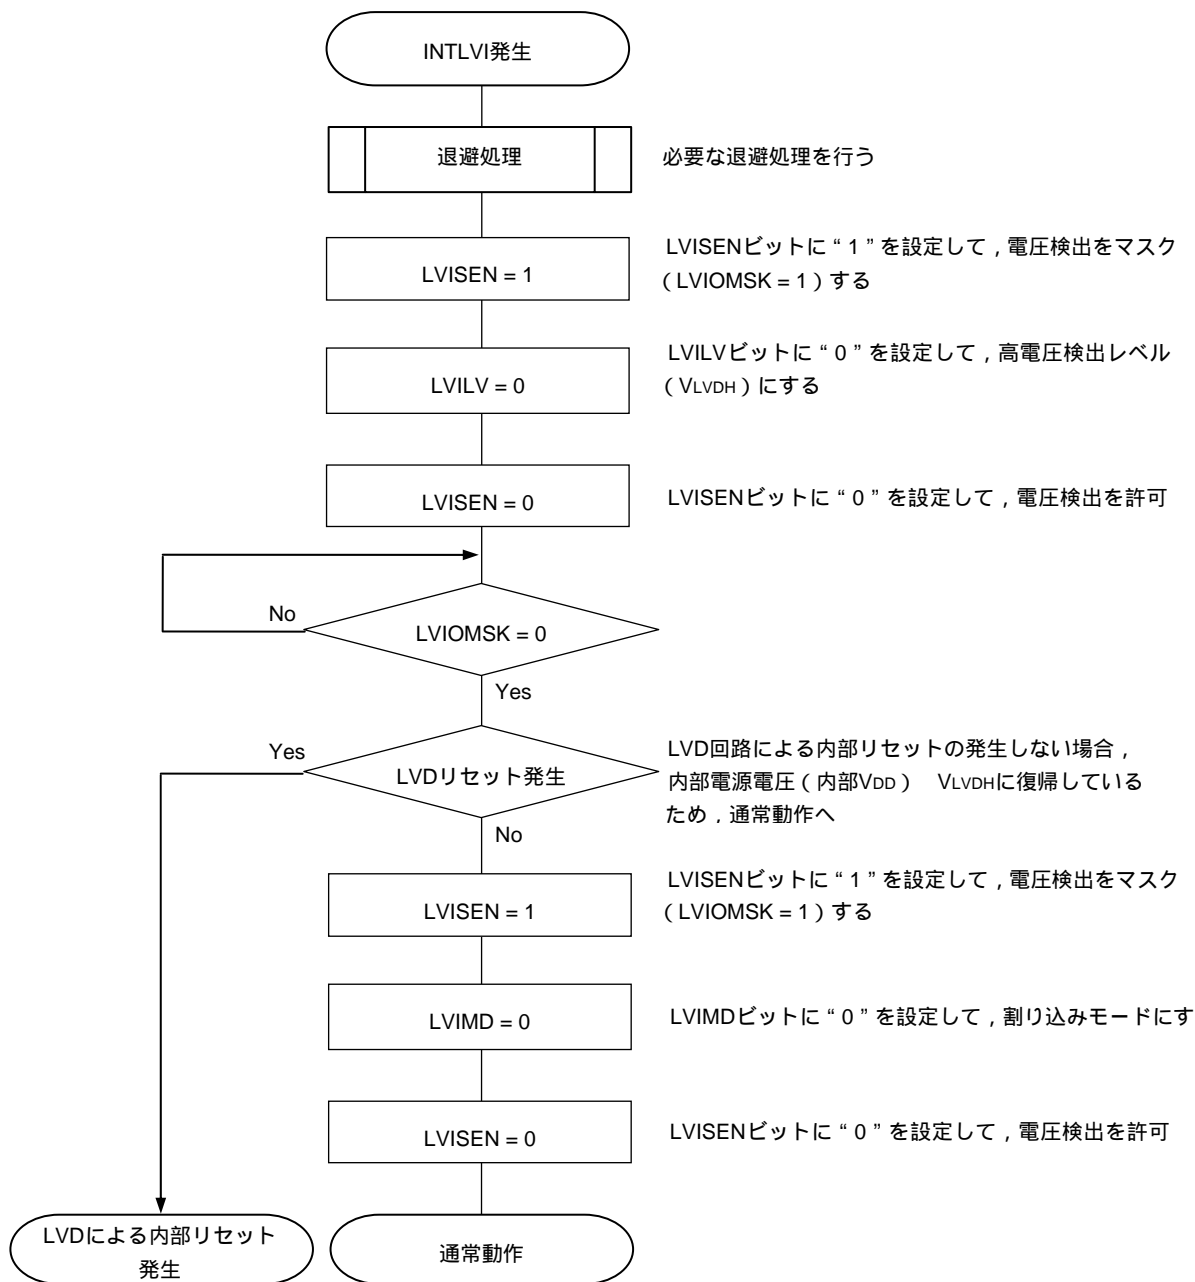 INTLVI発生
退避処理
必要な退避処理を行う
LVISENビットに“1”を設定して，電圧検出をマスク
（LVIOMSK = 1）する
LVISEN = 1
LVILVビットに“0”を設定して，高電圧検出レベル
（VLVDH）にする
LVILV = 0
LVISEN = 0
LVISENビットに“0”を設定して，電圧検出を許可
No
LVIOMSK = 0
Yes
Yes
LVDリセット発生
LVD回路による内部リセットの発生しない場合，
内部電源電圧（内部VDD） VLVDHに復帰している
ため，通常動作へ
No
LVISENビットに“1”を設定して，電圧検出をマスク
（LVIOMSK = 1）する
LVISEN = 1
LVIMD = 0
LVIMDビットに“0”を設定して，割り込みモードにす
LVISEN = 0
LVISENビットに“0”を設定して，電圧検出を許可
LVDによる内部リセット
発生
通常動作